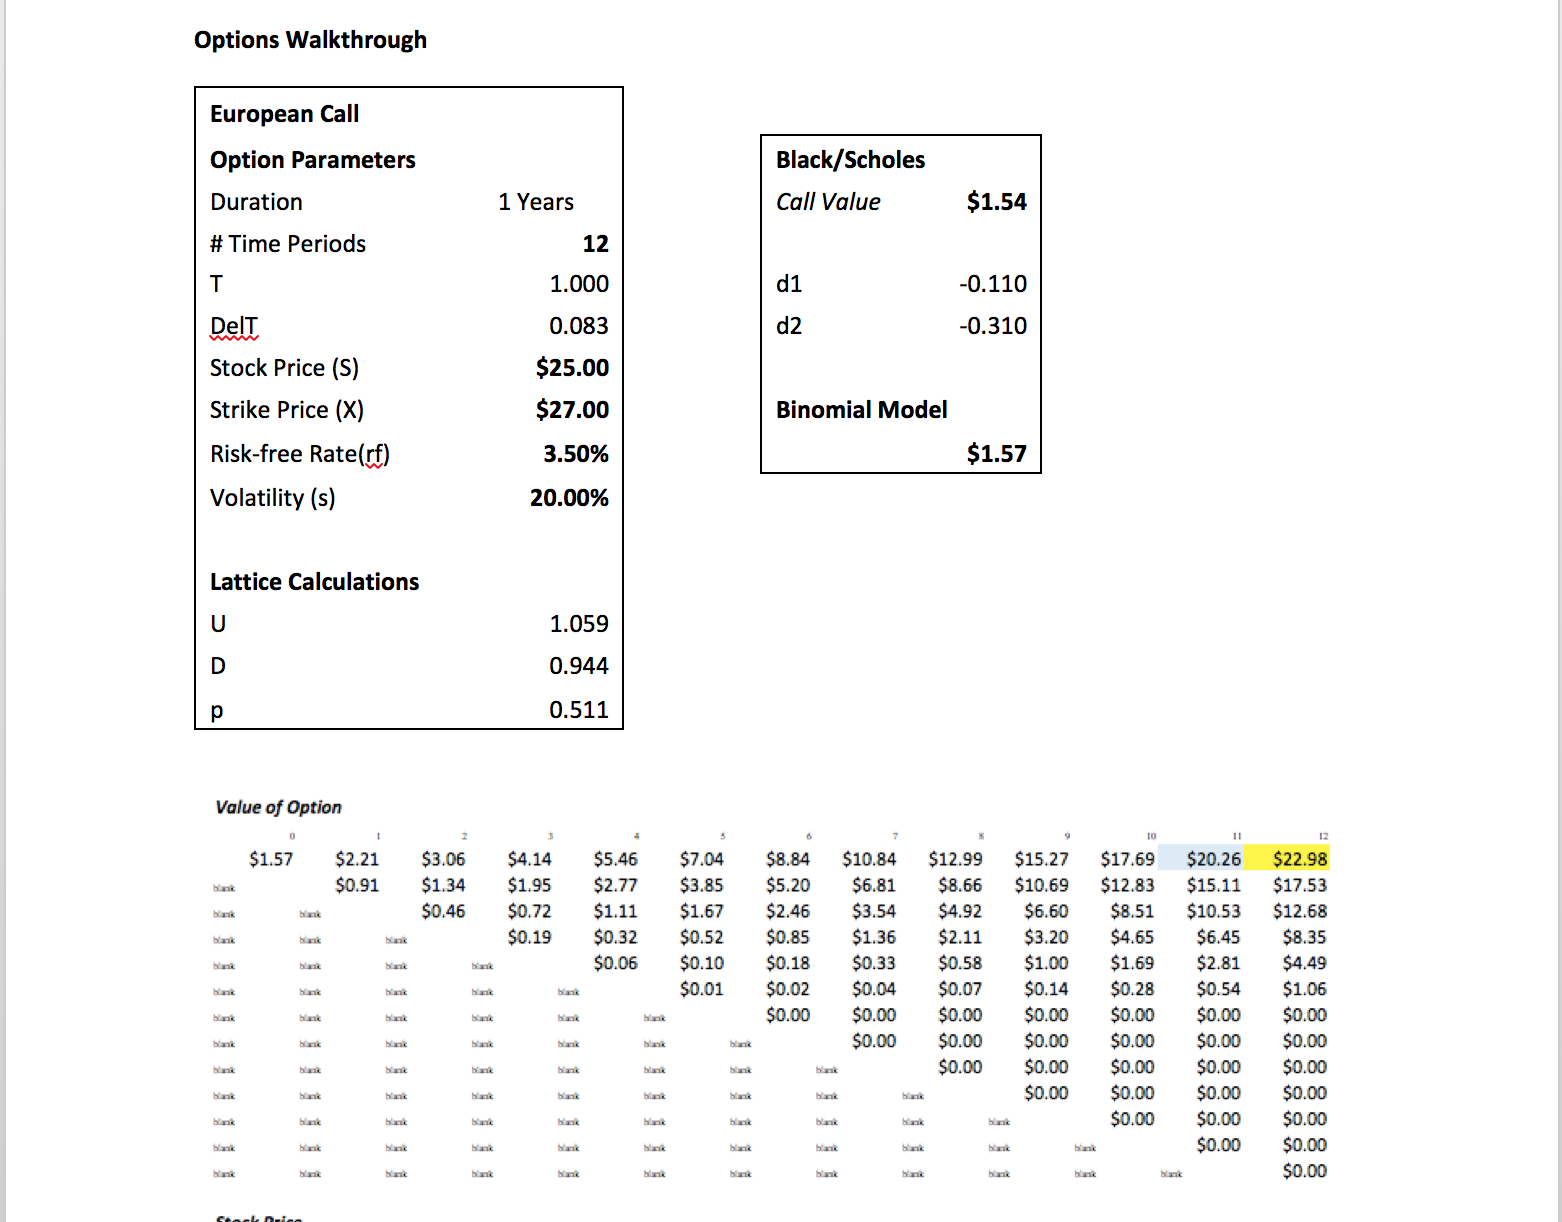 Options Walkthrough
European Call
Option Parameters
Duration 1 Years
# Time Periods 12
T 1.000
DelT 0.083
Stock Price (S) $25.00
Strike Price (X) $27.00
Risk-free Rate(rf) 3.50%
Volatility (s) 20.00%
Lattice Calculations
U 1.059
D 0.944
p 0.511
Black/Scholes
Call Value $1.54
d1 -0.110
d2 -0.310
Binomial Model
$1.57
Value of Option
0 1 2 3 4 5 6 7 8 9 10 11 12
$1.57 $2.21 $3.06 $4.14 $5.46 $7.04 $8.84 $10.84 $12.99 $15.27 $17.69 $20.26 $22.98
blank $0.91 $1.34 $1.95 $2.77 $3.85 $5.20 $6.81 $8.66 $10.69 $12.83 $15.11 $17.53
blank blank $0.46 $0.72 $1.11 $1.67 $2.46 $3.54 $4.92 $6.60 $8.51 $10.53 $12.68
blank blank blank $0.19 $0.32 $0.52 $0.85 $1.36 $2.11 $3.20 $4.65 $6.45 $8.35
blank blank blank blank $0.06 $0.10 $0.18 $0.33 $0.58 $1.00 $1.69 $2.81 $4.49
blank blank blank blank blank $0.01 $0.02 $0.04 $0.07 $0.14 $0.28 $0.54 $1.06
blank blank blank blank blank blank $0.00 $0.00 $0.00 $0.00 $0.00 $0.00 $0.00
blank blank blank blank blank blank blank $0.00 $0.00 $0.00 $0.00 $0.00 $0.00
blank blank blank blank blank blank blank blank $0.00 $0.00 $0.00 $0.00 $0.00
blank blank blank blank blank blank blank blank blank $0.00 $0.00 $0.00 $0.00
blank blank blank blank blank blank blank blank blank blank $0.00 $0.00 $0.00
blank blank blank blank blank blank blank blank blank blank blank $0.00 $0.00
blank blank blank blank blank blank blank blank blank blank blank blank $0.00
Stock Price